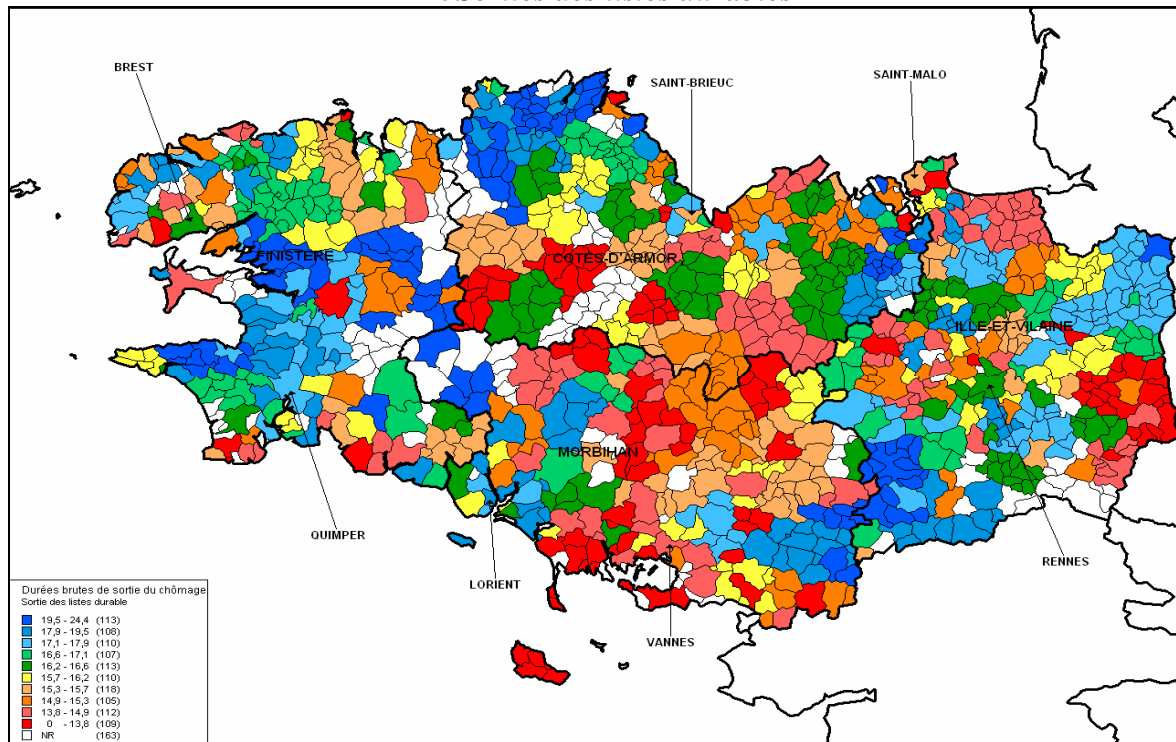 BREST
SAINT-BRIEUC
SAINT-MALO
FINISTERE
COTES-D'ARMOR
ILLE-ET-VILAINE
MORBIHAN
QUIMPER
LORIENT
VANNES
RENNES
Durées brutes de sortie du chômage
Sortie des listes durable
19,5 - 24,4 (113)
17,9 - 19,5 (108)
17,1 - 17,9 (110)
16,6 - 17,1 (107)
16,2 - 16,6 (113)
15,7 - 16,2 (110)
15,3 - 15,7 (118)
14,9 - 15,3 (105)
13,8 - 14,9 (112)
0 - 13,8 (109)
NR (163)